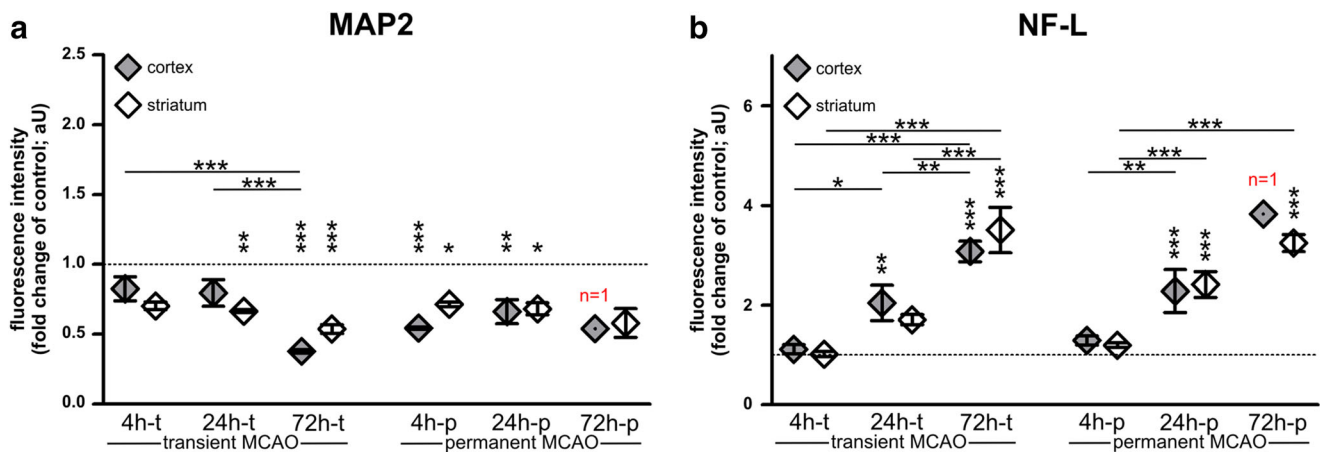 a
MAP2
fluorescence intensity
(fold change of control; aU)
2.5
2.0
1.5
1.0
0.5
0.0
cortex
striatum
***
***
**
***
***
***
*
**
*
n=1
4h-t
24h-t
72h-t
4h-p
24h-p
72h-p
transient MCAO
permanent MCAO
b
NF-L
fluorescence intensity
(fold change of control; aU)
6
4
2
0
cortex
striatum
***
***
***
**
*
***
***
**
**
***
***
***
***
n=1
***
4h-t
24h-t
72h-t
4h-p
24h-p
72h-p
transient MCAO
permanent MCAO